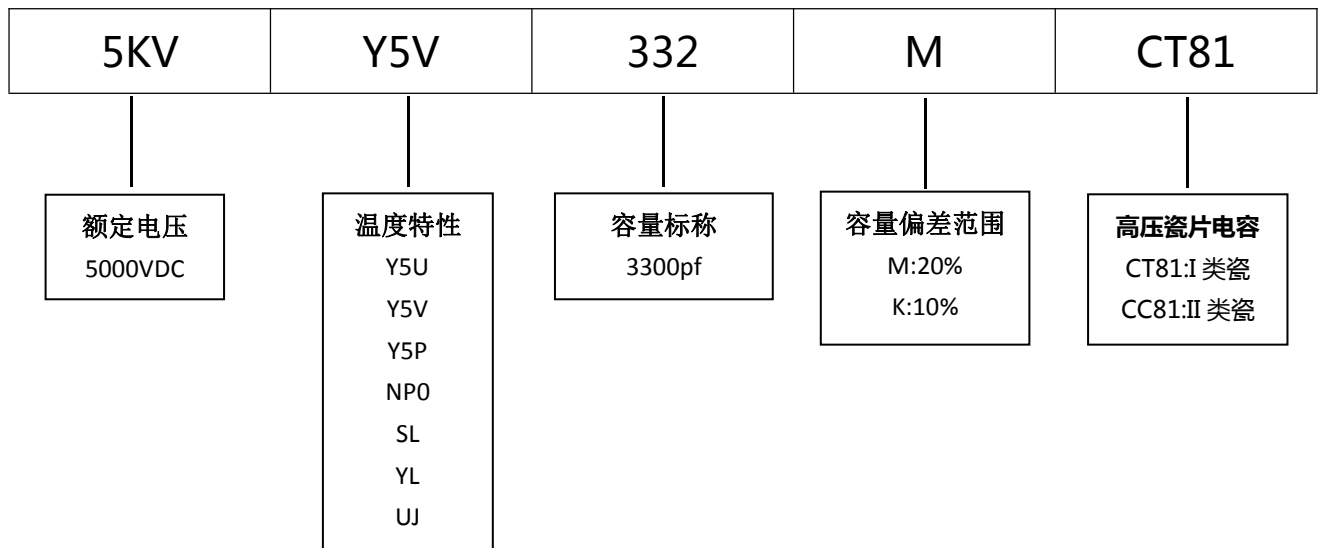 5KV
Y5V
332
M
CT81
额定电压
5000VDC
温度特性
Y5U
Y5V
Y5P
NP0
SL
YL
UJ
容量标称
3300pf
容量偏差范围
M:20%
K:10%
高压瓷片电容
CT81:I 类瓷
CC81:II 类瓷